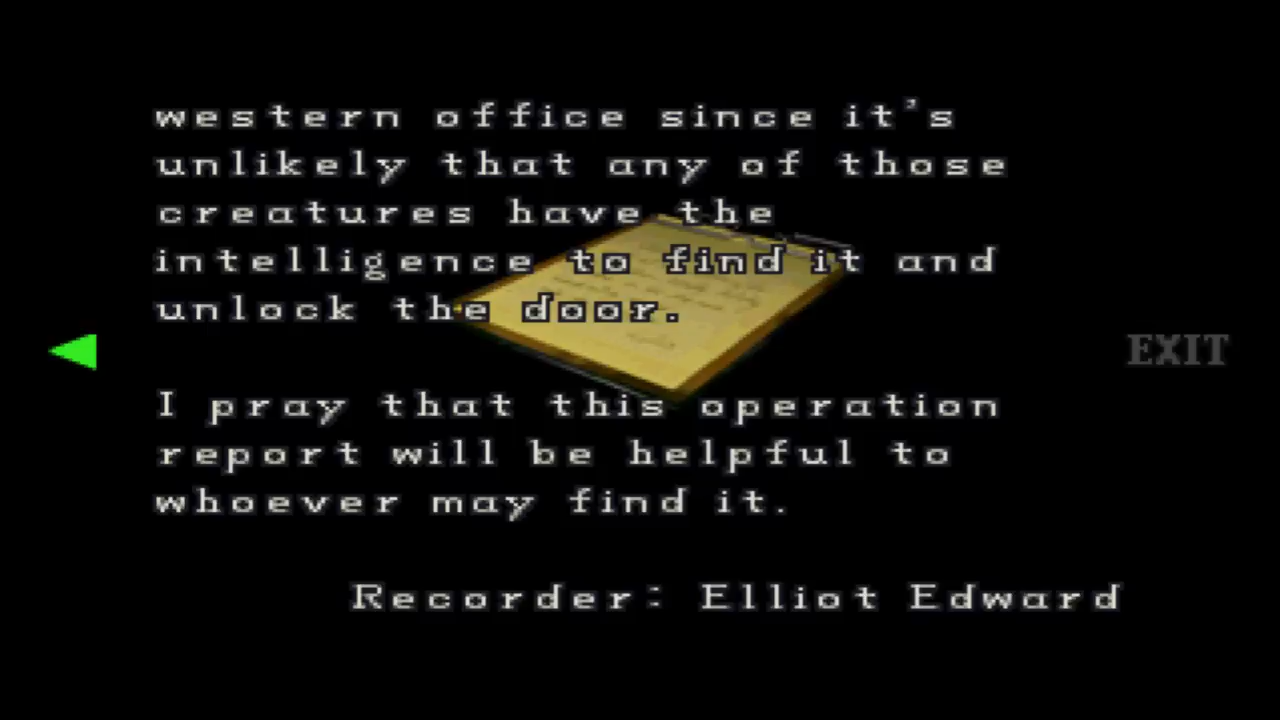 western office since it's
unlikely that any of those
creatures have the
intelligence to find it and
unlock the door.
EXIT
I pray that this operation
report will be helpful to
whoever may find it.
Recorder: Elliot Edward